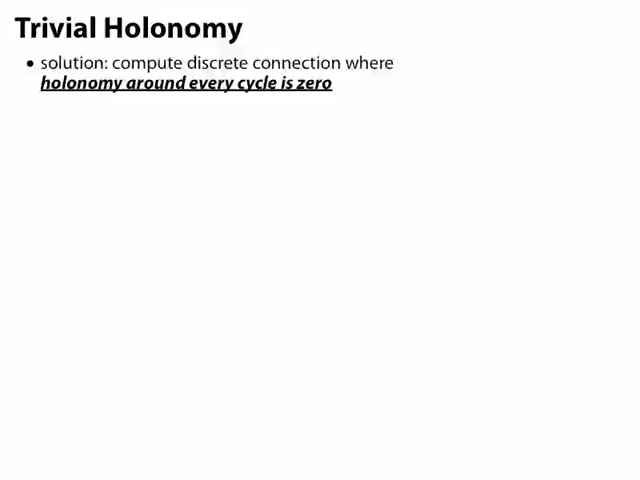 Trivial Holonomy
• solution: compute discrete connection where
holonomy around every cycle is zero